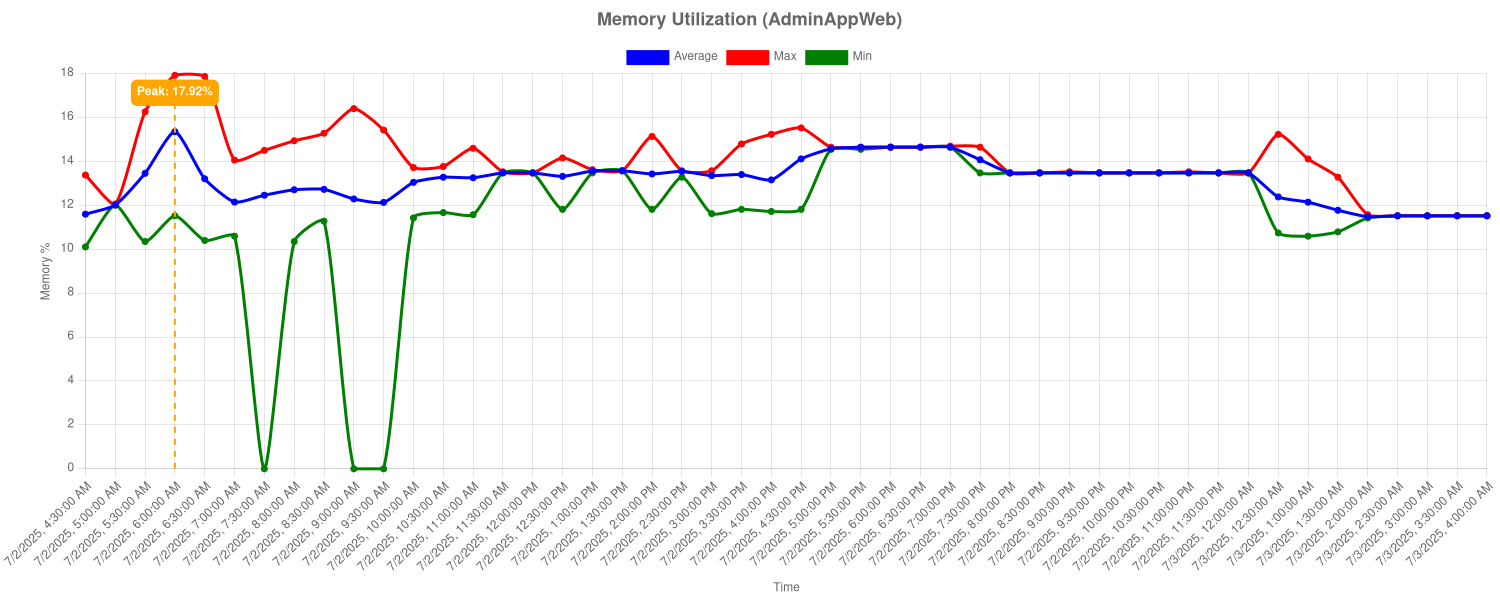 Memory Utilization (AdminAppWeb)
Average Max Min
18
Peak: 17.92%
16
14
12
10
8
6
4
2
0
Memory %
7/2/2025, 4:30:00 AM
7/2/2025, 5:00:00 AM
7/2/2025, 5:30:00 AM
7/2/2025, 6:00:00 AM
7/2/2025, 6:30:00 AM
7/2/2025, 7:00:00 AM
7/2/2025, 7:30:00 AM
7/2/2025, 8:00:00 AM
7/2/2025, 8:30:00 AM
7/2/2025, 9:00:00 AM
7/2/2025, 9:30:00 AM
7/2/2025, 10:00:00 AM
7/2/2025, 10:30:00 AM
7/2/2025, 11:00:00 AM
7/2/2025, 11:30:00 AM
7/2/2025, 12:00:00 PM
7/2/2025, 12:30:00 PM
7/2/2025, 1:00:00 PM
7/2/2025, 1:30:00 PM
7/2/2025, 2:00:00 PM
7/2/2025, 2:30:00 PM
7/2/2025, 3:00:00 PM
7/2/2025, 3:30:00 PM
7/2/2025, 4:00:00 PM
7/2/2025, 4:30:00 PM
7/2/2025, 5:00:00 PM
7/2/2025, 5:30:00 PM
7/2/2025, 6:00:00 PM
7/2/2025, 6:30:00 PM
7/2/2025, 7:00:00 PM
7/2/2025, 7:30:00 PM
7/2/2025, 8:00:00 PM
7/2/2025, 8:30:00 PM
7/2/2025, 9:00:00 PM
7/2/2025, 9:30:00 PM
7/2/2025, 10:00:00 PM
7/2/2025, 10:30:00 PM
7/2/2025, 11:00:00 PM
7/2/2025, 11:30:00 PM
7/3/2025, 12:00:00 AM
7/3/2025, 12:30:00 AM
7/3/2025, 1:00:00 AM
7/3/2025, 1:30:00 AM
7/3/2025, 2:00:00 AM
7/3/2025, 2:30:00 AM
7/3/2025, 3:00:00 AM
7/3/2025, 3:30:00 AM
7/3/2025, 4:00:00 AM
Time